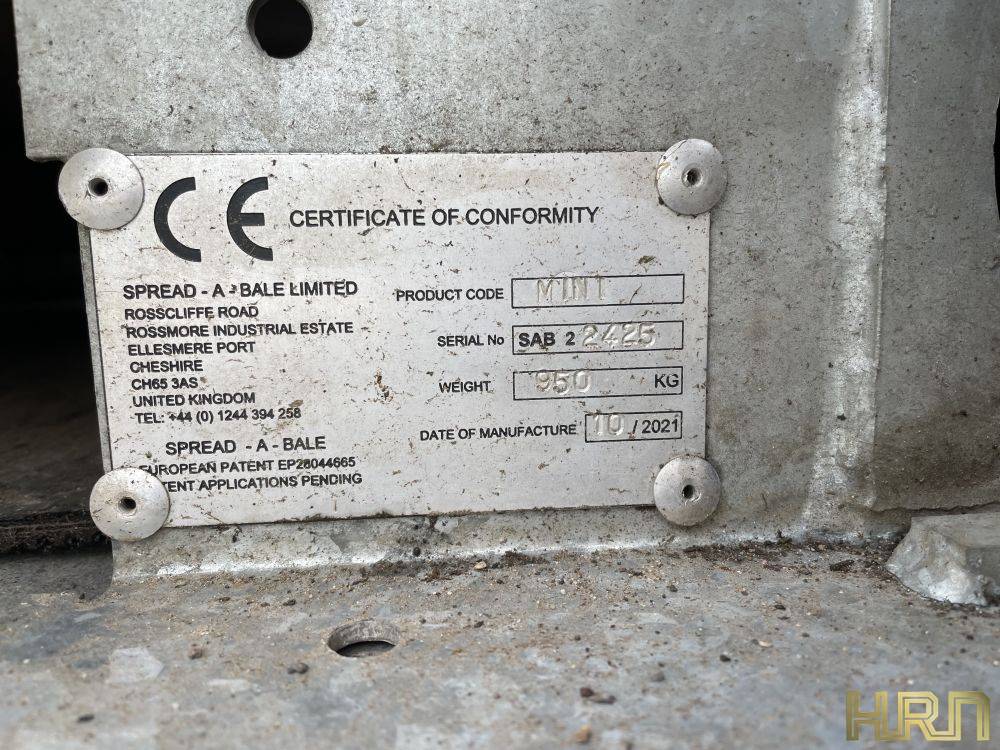 CE CERTIFICATE OF CONFORMITY
SPREAD - A - BALE LIMITED
ROSSCLIFFE ROAD
ROSSMORE INDUSTRIAL ESTATE
ELLESMERE PORT
CHESHIRE
CH65 3AS
UNITED KINGDOM
TEL: +44 (0) 1244 394 258
SPREAD - A - BALE
EUROPEAN PATENT EP28044665
PATENT APPLICATIONS PENDING
PRODUCT CODE MINI
SERIAL No SAB 2 2425
WEIGHT 950 KG
DATE OF MANUFACTURE 10 / 2021
HRN